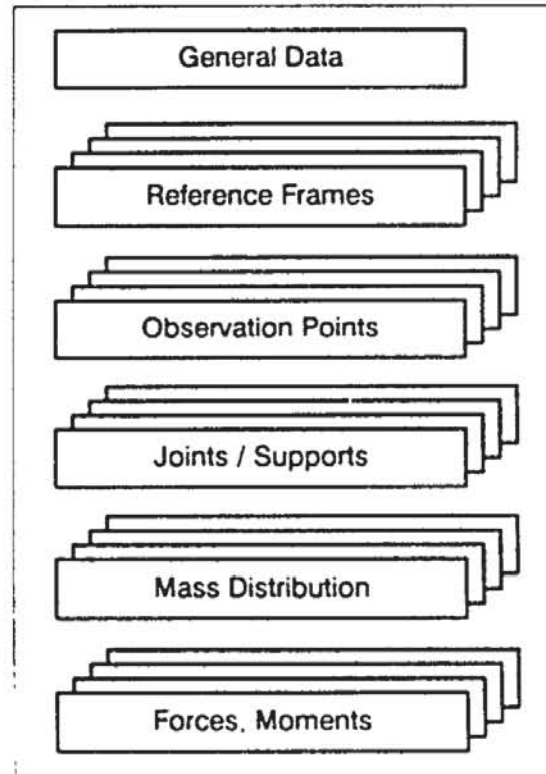 General Data
Reference Frames
Observation Points
Joints / Supports
Mass Distribution
Forces, Moments